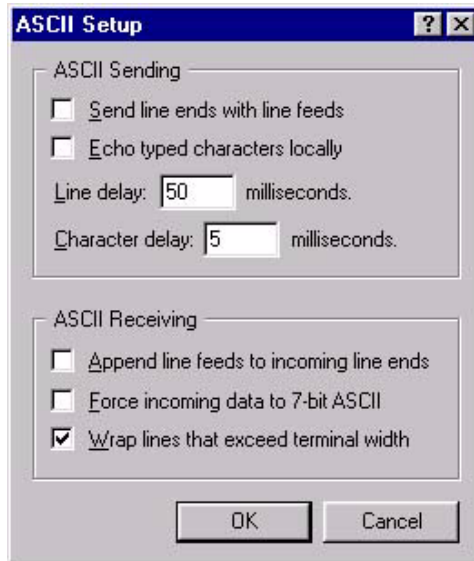 ASCII Setup
ASCII Sending
Send line ends with line feeds
Echo typed characters locally
Line delay: 50 milliseconds.
Character delay: 5 milliseconds.
ASCII Receiving
Append line feeds to incoming line ends
Force incoming data to 7-bit ASCII
Wrap lines that exceed terminal width
OK Cancel